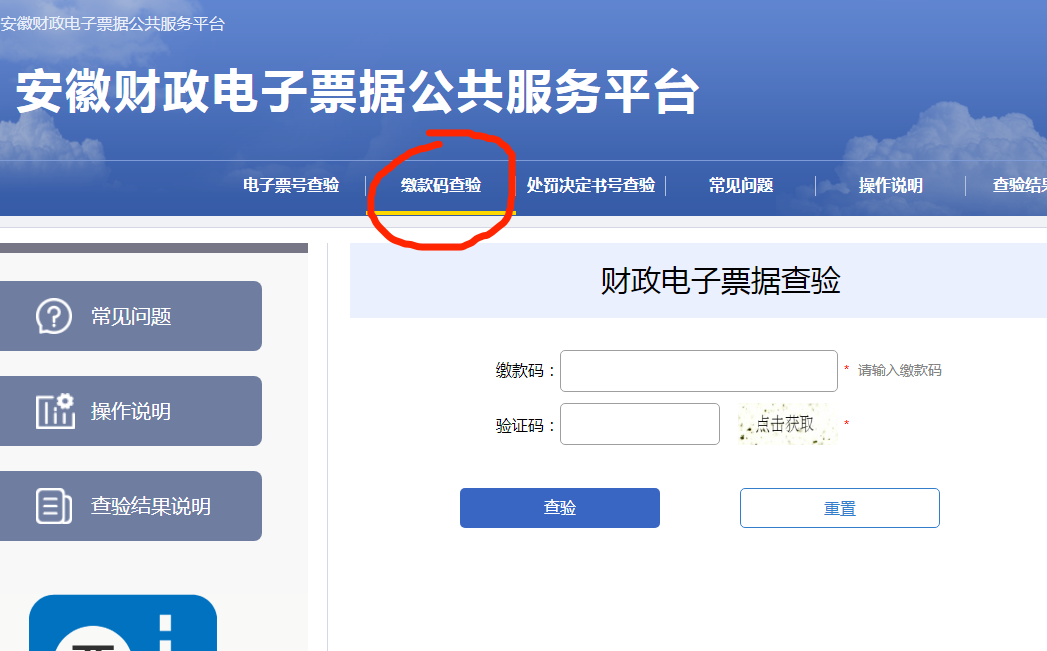 安徽财政电子票据公共服务平台
安徽财政电子票据公共服务平台
电子票号查验 缴款码查验 处罚决定书号查验 常见问题 操作说明 查验结果
财政电子票据查验
常见问题
缴款码： * 请输入缴款码
操作说明
验证码： 点击获取 *
查验结果说明
查验 重置